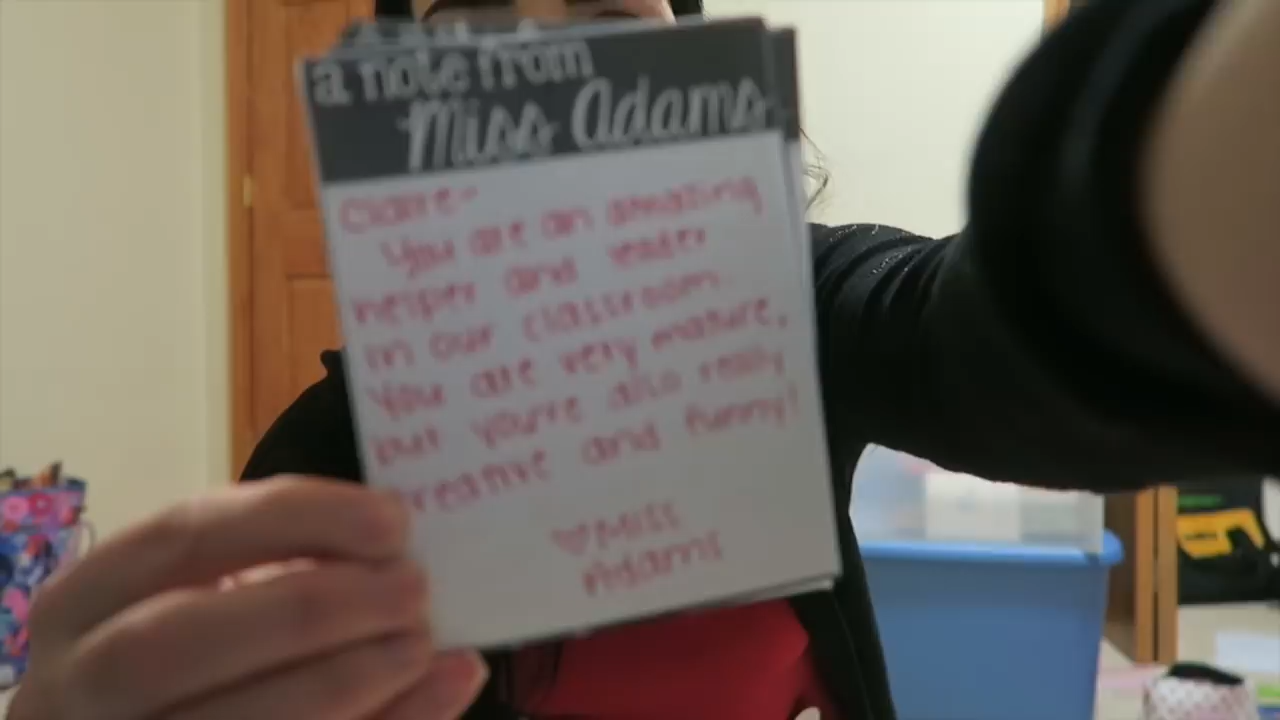 a note from
Miss Adams
Claire-
You are an amazing
helper and leader
in our classroom.
You are very mature,
but you're also really
creative and funny!
♡Miss
Adams